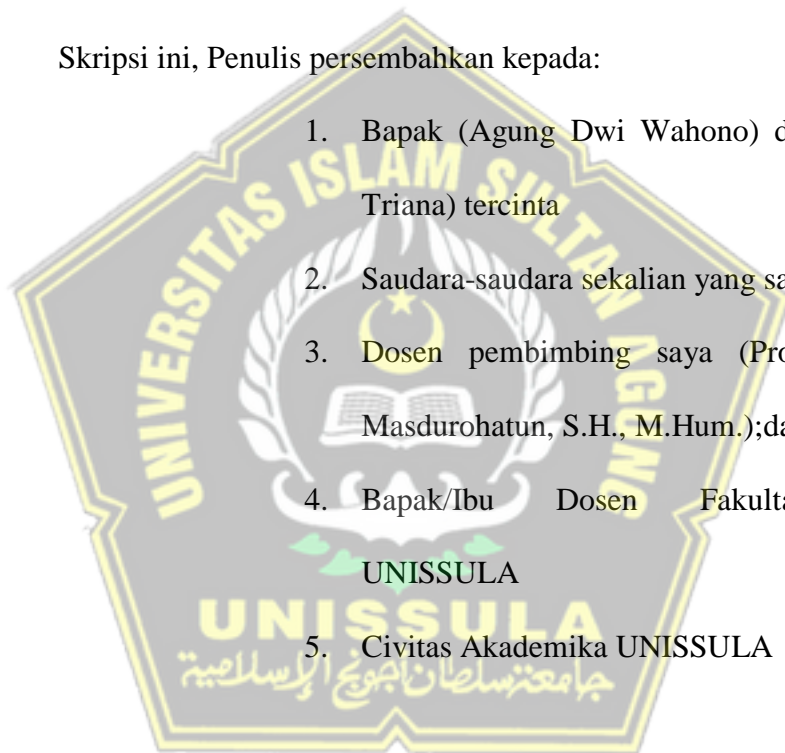 Skripsi ini, Penulis persembahkan kepada:
1. Bapak (Agung Dwi Wahono) d
Triana) tercinta
2. Saudara-saudara sekalian yang sa
3. Dosen pembimbing saya (Pro
Masdurohatun, S.H., M.Hum.);da
4. Bapak/Ibu Dosen Fakulta
UNISSULA
5. Civitas Akademika UNISSULA
UNIVERSITAS ISLAM SULTAN AGUNG
UNISSULA
جامعة سلطان أجونج الإسلامية